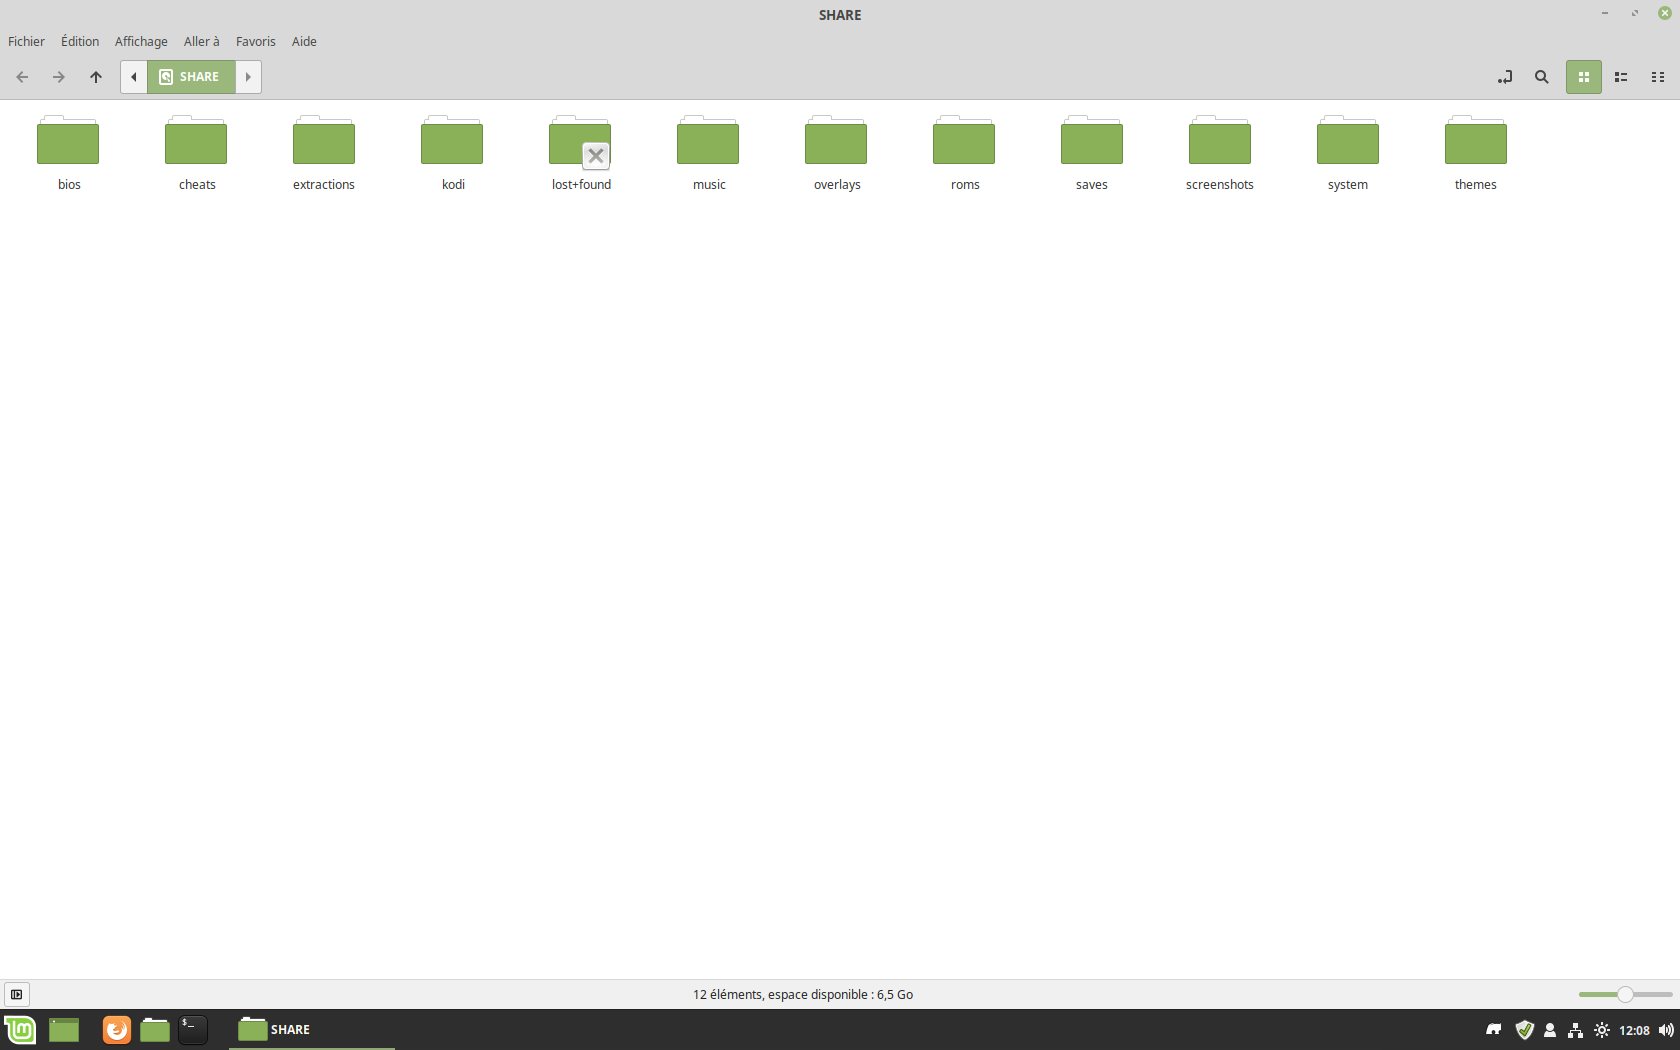 SHARE
Fichier Édition Affichage Aller à Favoris Aide
SHARE
bios cheats extractions kodi lost+found music overlays roms saves screenshots system themes
12 éléments, espace disponible : 6,5 Go
$_ SHARE 12:08